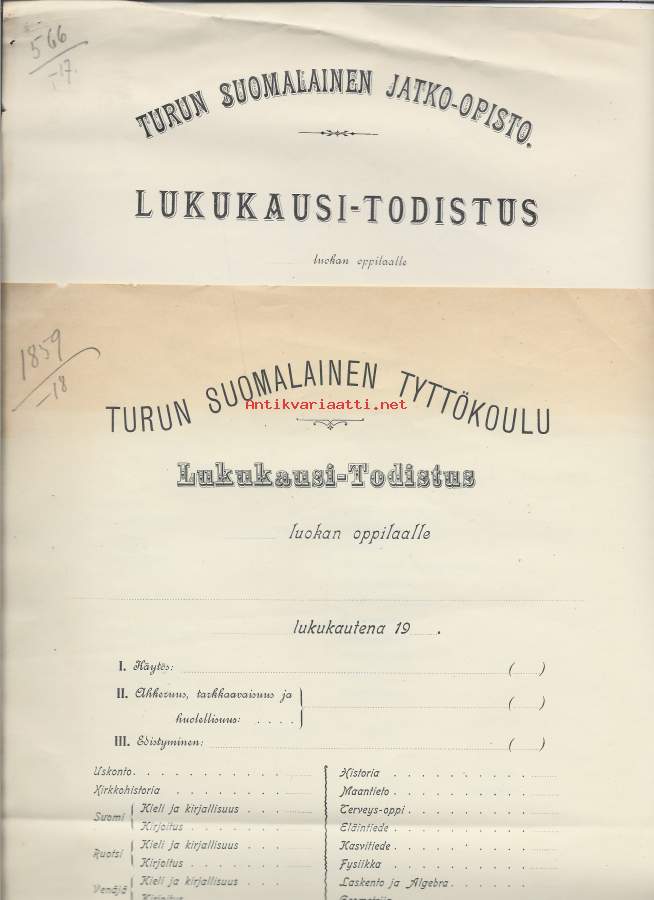 566
-17.
TURUN SUOMALAINEN JATKO-OPISTO.
LUKUKAUSI-TODISTUS
luokan oppilaalle
1859
-18
TURUN SUOMALAINEN TYTTÖKOULU
Antikvariaatti.net
Lukukausi-Todistus
luokan oppilaalle
lukukautena 19 .
I. Käytös: ( )
II. Ahkeruus, tarkkaavaisuus ja
huolellisuus: . . . . ( )
III. Edistyminen: ( )
Uskonto
Kirkkohistoria
Suomi
Kieli ja kirjallisuus
Kirjoitus
Ruotsi
Kieli ja kirjallisuus
Kirjoitus
Venäjä
Kieli ja kirjallisuus
Kirjoitus
Historia
Maantieto
Terveys-oppi
Eläintiede
Kasvitiede
Fysiikka
Laskento ja Algebra
Geometria